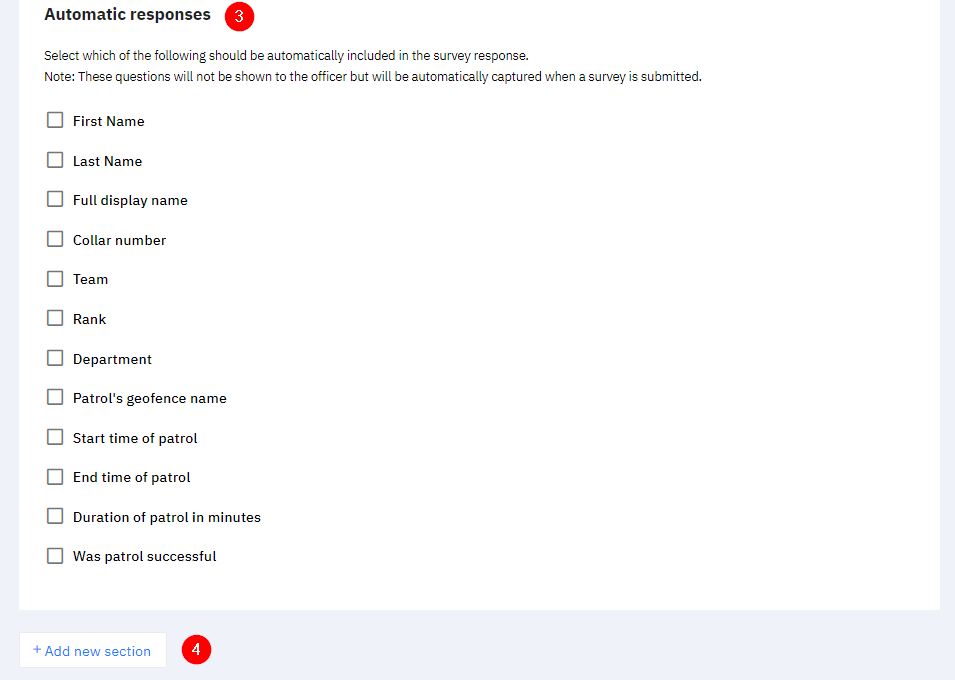 Automatic responses 3
Select which of the following should be automatically included in the survey response.
Note: These questions will not be shown to the officer but will be automatically captured when a survey is submitted.
First Name
Last Name
Full display name
Collar number
Team
Rank
Department
Patrol's geofence name
Start time of patrol
End time of patrol
Duration of patrol in minutes
Was patrol successful
+ Add new section 4